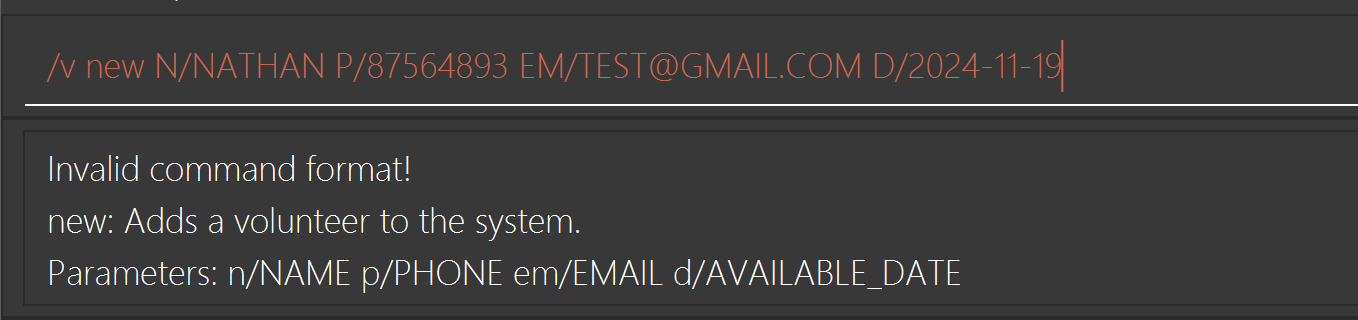 /v new N/NATHAN P/87564893 EM/TEST@GMAIL.COM D/2024-11-19
Invalid command format!
new: Adds a volunteer to the system.
Parameters: n/NAME p/PHONE em/EMAIL d/AVAILABLE_DATE